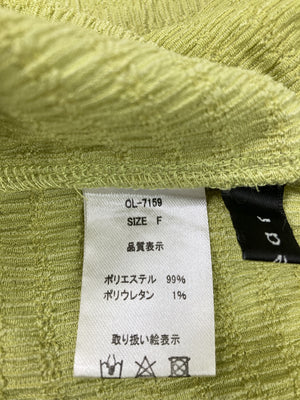 OL-7159
SIZE F
品質表示
ポリエステル 99%
ポリウレタン 1%
取り扱い絵表示